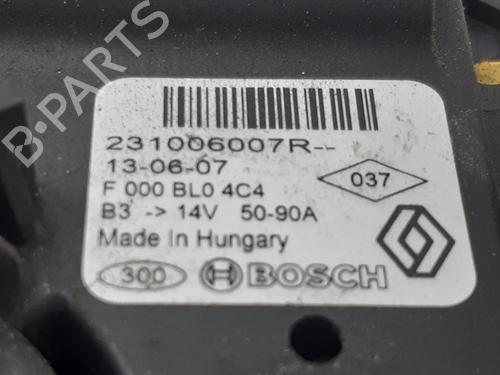 231006007R--
13-06-07
F 000 BL0 4C4
037
B3 -> 14V 50-90A
Made In Hungary
300 BOSCH
B-PARTS